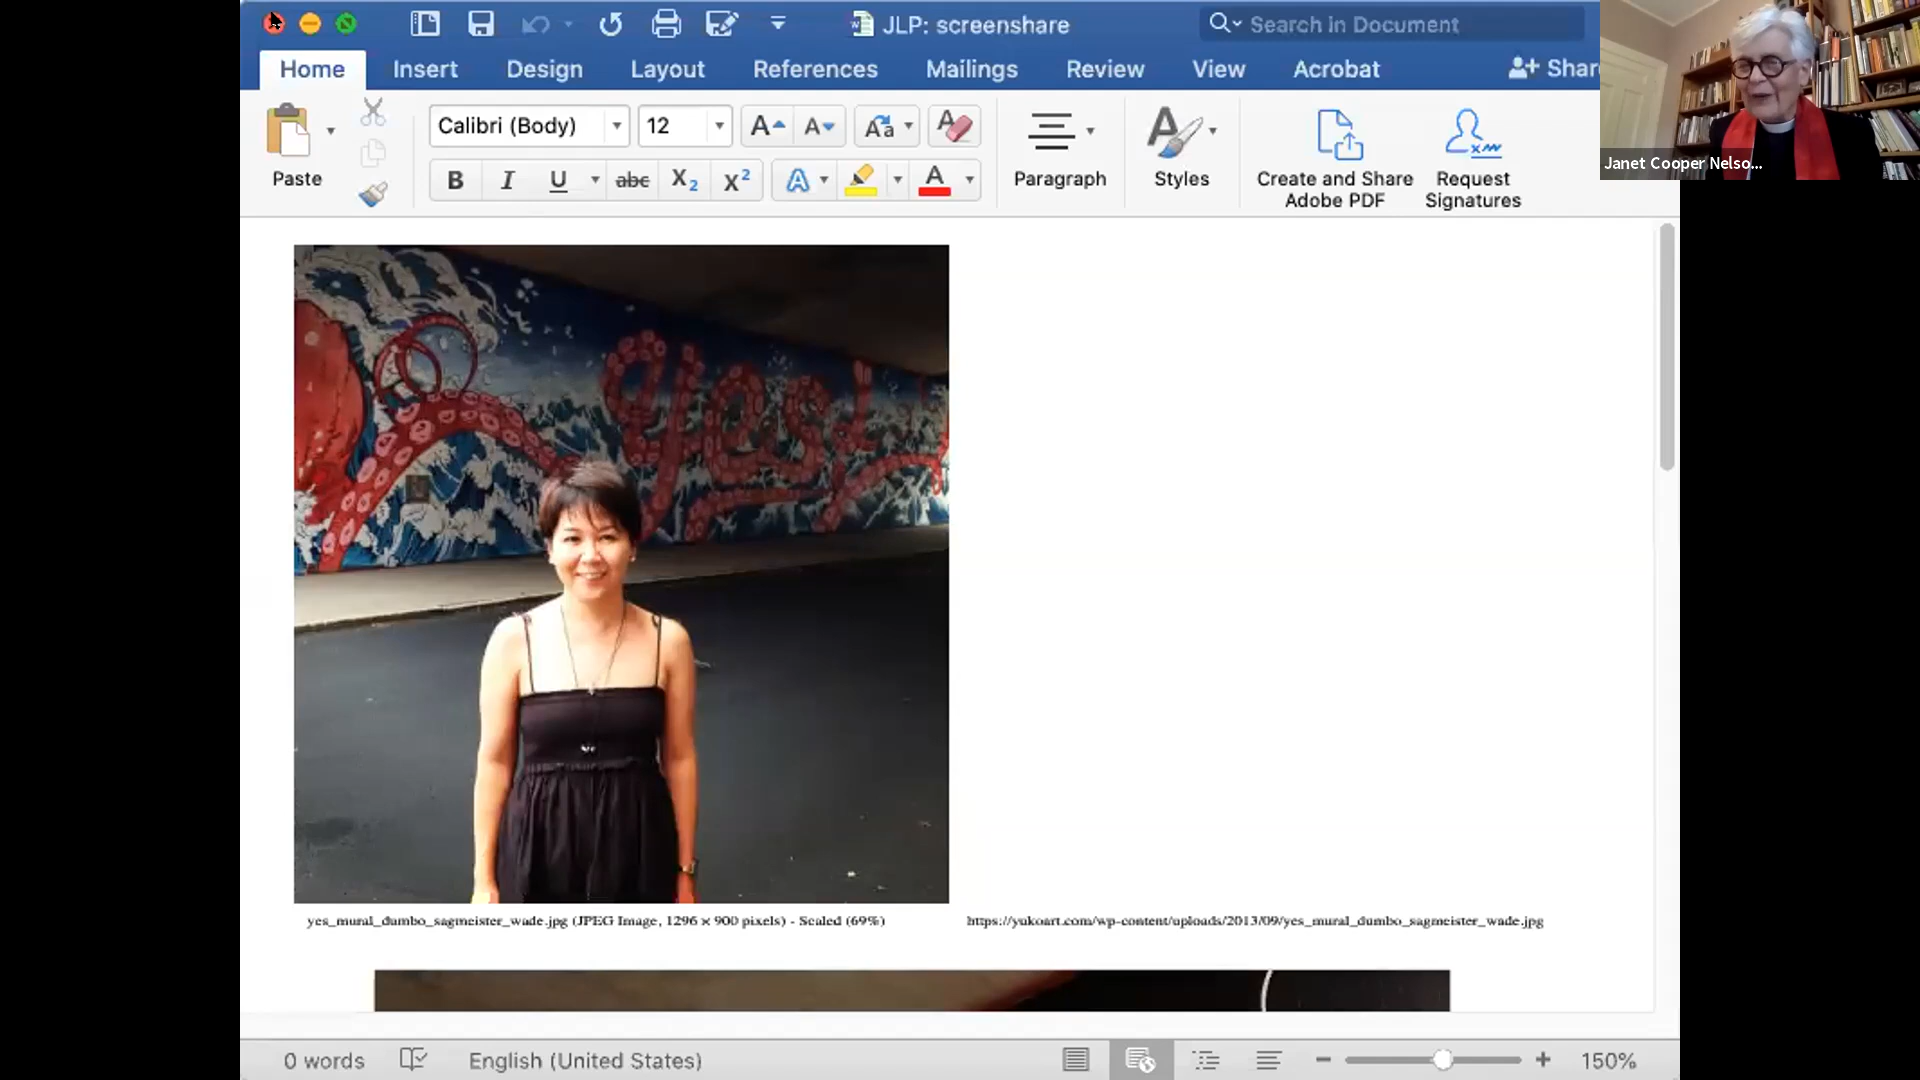 JLP: screenshare
Search in Document
Home Insert Design Layout References Mailings Review View Acrobat Shar
Calibri (Body) 12
Paste
Paragraph
Styles
Create and Share
Adobe PDF
Request
Signatures
Janet Cooper Nelso...
Yes!
yes_mural_dumbo_sagmeister_wade.jpg (JPEG Image, 1296 × 900 pixels) - Scaled (69%)
https://yukoart.com/wp-content/uploads/2013/09/yes_mural_dumbo_sagmeister_wade.jpg
0 words
English (United States)
150%